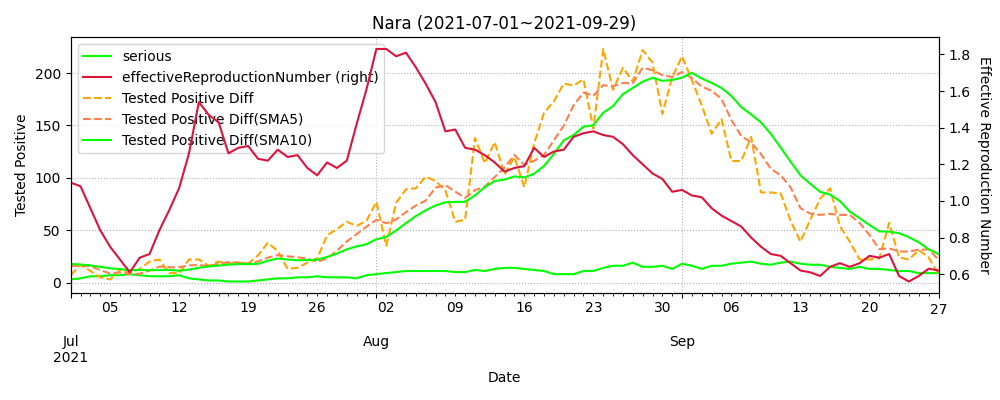 Nara (2021-07-01~2021-09-29)
serious
effectiveReproductionNumber (right)
Tested Positive Diff
Tested Positive Diff(SMA5)
Tested Positive Diff(SMA10)
Tested Positive
200
150
100
50
0
1.8
1.6
1.4
1.2
1.0
0.8
0.6
Effective Reproduction Number
05 12 19 26 02 09 16 23 30 06 13 20 27
Jul Aug Sep
2021
Date